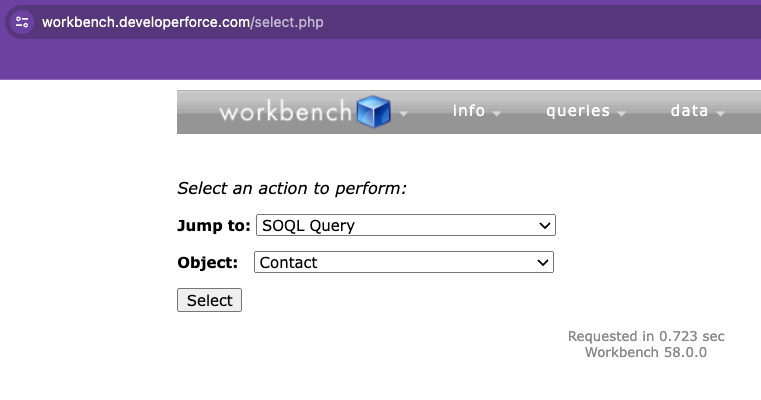 workbench.developerforce.com/select.php
workbench info queries data
Select an action to perform:
Jump to: SOQL Query
Object: Contact
Select
Requested in 0.723 sec
Workbench 58.0.0